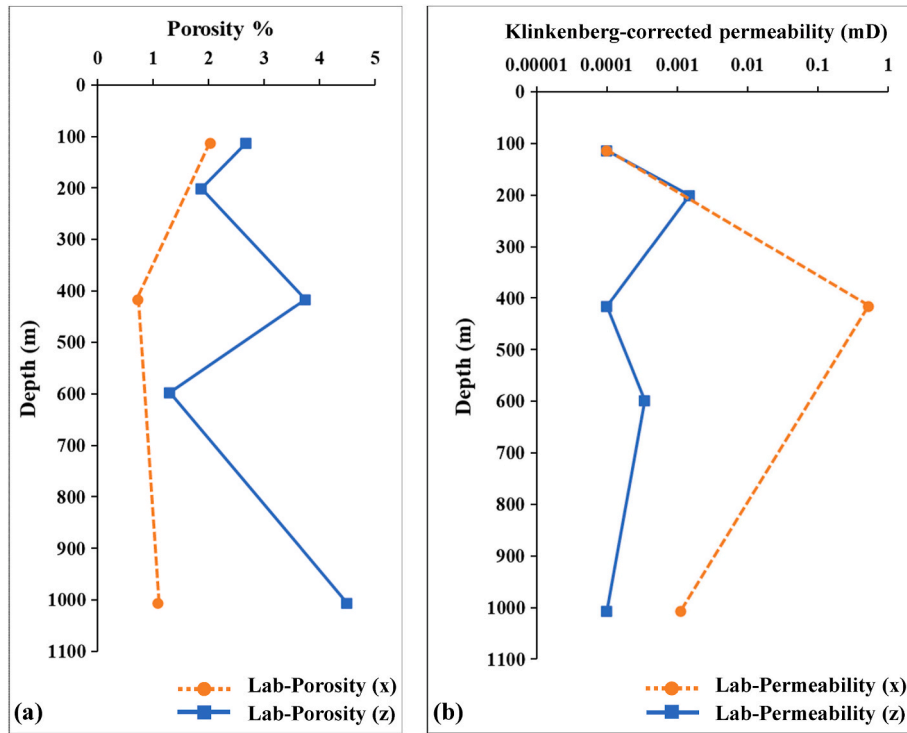 Porosity %
0 1 2 3 4 5
0
100
200
300
400
500
600
700
800
900
1000
1100
Depth (m)
Lab-Porosity (x)
Lab-Porosity (z)
(a)
Klinkenberg-corrected permeability (mD)
0.00001 0.0001 0.001 0.01 0.1 1
0
100
200
300
400
500
600
700
800
900
1000
1100
Depth (m)
Lab-Permeability (x)
Lab-Permeability (z)
(b)